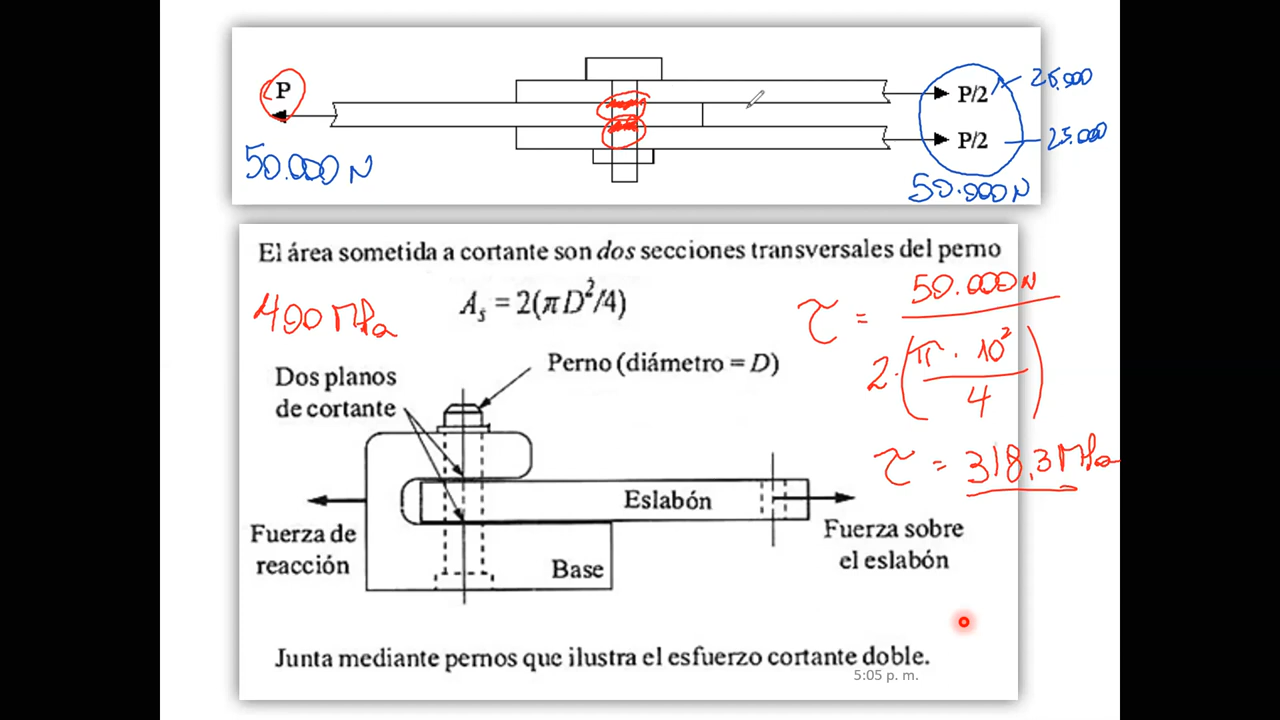 P
50.000 N
P/2
25.000
P/2
25.000
50.000 N
El área sometida a cortante son dos secciones transversales del perno
400 MPa
A_s = 2(πD²/4)
τ = 50.000 N / 2·(π · 10² / 4)
τ = 318,3 MPa
Perno (diámetro = D)
Dos planos
de cortante
Eslabón
Fuerza de
reacción
Fuerza sobre
el eslabón
Base
Junta mediante pernos que ilustra el esfuerzo cortante doble.
5:05 p. m.